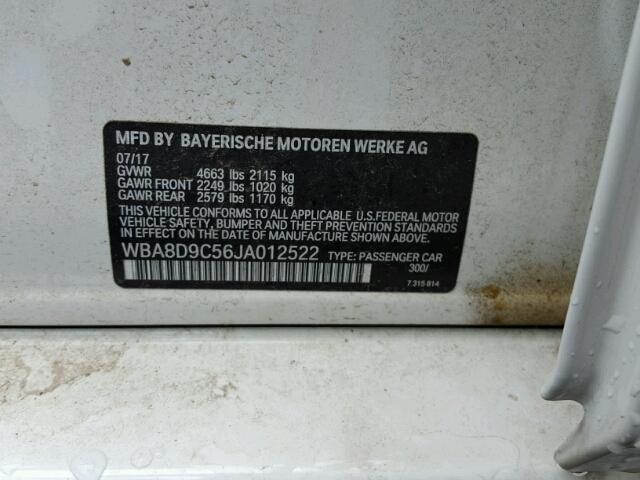 MFD BY BAYERISCHE MOTOREN WERKE AG
07/17
GVWR 4663 lbs 2115 kg
GAWR FRONT 2249 lbs 1020 kg
GAWR REAR 2579 lbs 1170 kg
THIS VEHICLE CONFORMS TO ALL APPLICABLE U.S.FEDERAL MOTOR
VEHICLE SAFETY, BUMPER AND THEFT PREVENTION STANDARDS
IN EFFECT ON THE DATE OF MANUFACTURE SHOWN ABOVE.
WBA8D9C56JA012522 TYPE: PASSENGER CAR
300/
7 315 814